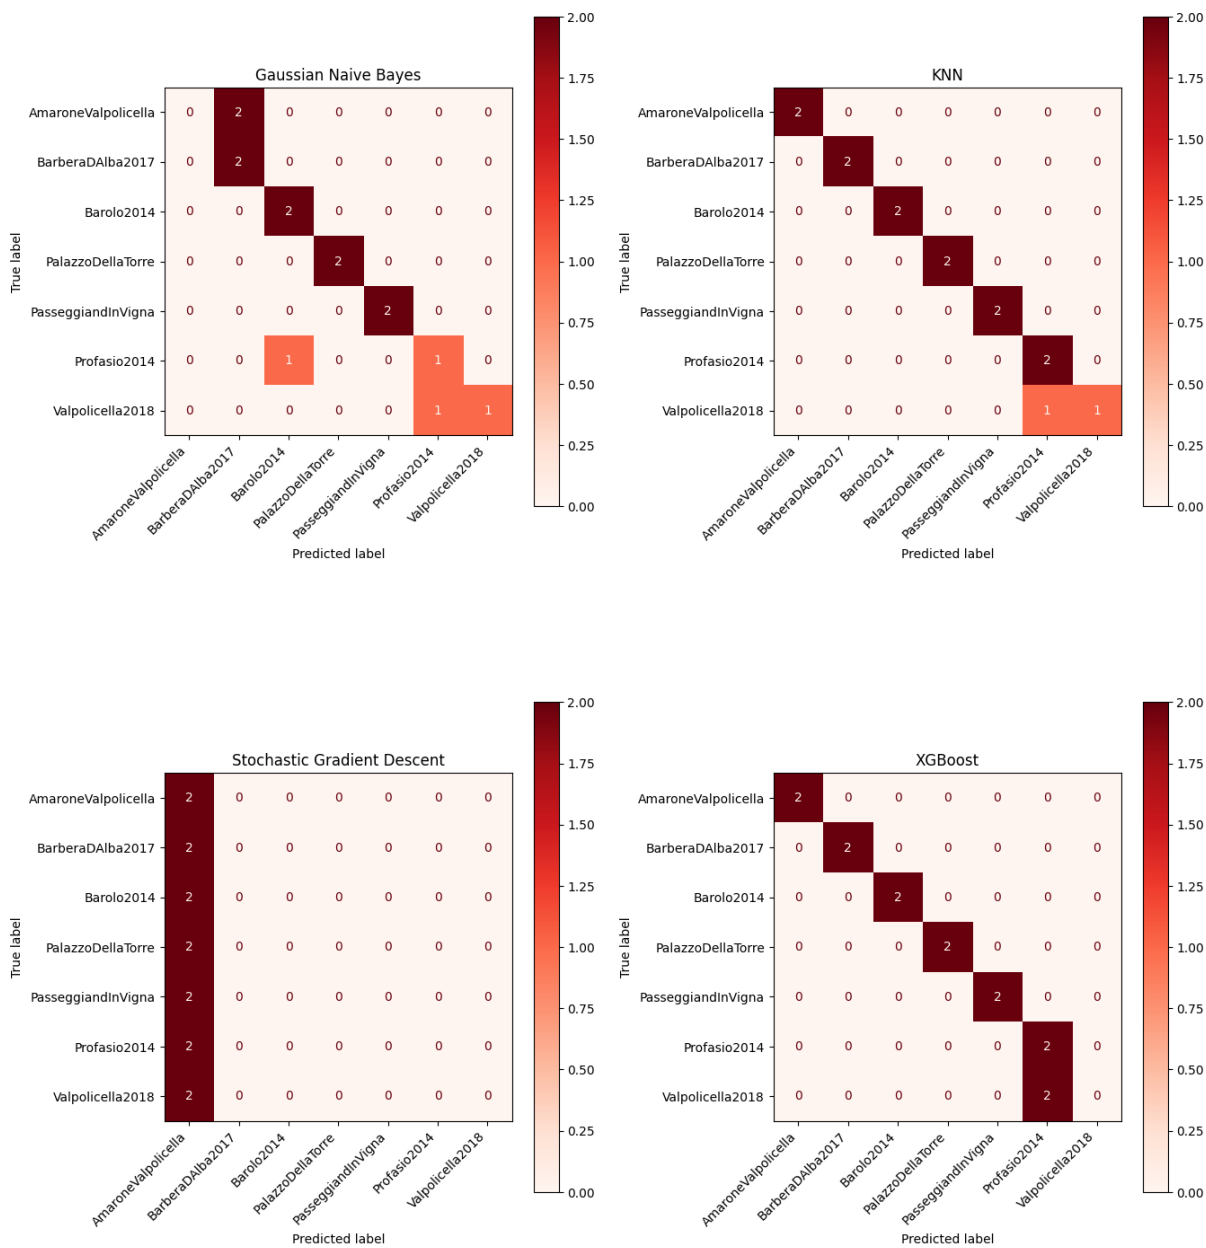 Gaussian Naive Bayes
True label
AmaroneValpolicella 0 2 0 0 0 0 0
BarberaDAlba2017 0 2 0 0 0 0 0
Barolo2014 0 0 2 0 0 0 0
PalazzoDellaTorre 0 0 0 2 0 0 0
PasseggiandInVigna 0 0 0 0 2 0 0
Profasio2014 0 0 1 0 0 1 0
Valpolicella2018 0 0 0 0 0 1 1
AmaroneValpolicella
BarberaDAlba2017
Barolo2014
PalazzoDellaTorre
PasseggiandInVigna
Profasio2014
Valpolicella2018
Predicted label
2.00
1.75
1.50
1.25
1.00
0.75
0.50
0.25
0.00
KNN
True label
AmaroneValpolicella 2 0 0 0 0 0 0
BarberaDAlba2017 0 2 0 0 0 0 0
Barolo2014 0 0 2 0 0 0 0
PalazzoDellaTorre 0 0 0 2 0 0 0
PasseggiandInVigna 0 0 0 0 2 0 0
Profasio2014 0 0 0 0 0 2 0
Valpolicella2018 0 0 0 0 0 1 1
AmaroneValpolicella
BarberaDAlba2017
Barolo2014
PalazzoDellaTorre
PasseggiandInVigna
Profasio2014
Valpolicella2018
Predicted label
2.00
1.75
1.50
1.25
1.00
0.75
0.50
0.25
0.00
Stochastic Gradient Descent
True label
AmaroneValpolicella 2 0 0 0 0 0 0
BarberaDAlba2017 2 0 0 0 0 0 0
Barolo2014 2 0 0 0 0 0 0
PalazzoDellaTorre 2 0 0 0 0 0 0
PasseggiandInVigna 2 0 0 0 0 0 0
Profasio2014 2 0 0 0 0 0 0
Valpolicella2018 2 0 0 0 0 0 0
AmaroneValpolicella
BarberaDAlba2017
Barolo2014
PalazzoDellaTorre
PasseggiandInVigna
Profasio2014
Valpolicella2018
Predicted label
2.00
1.75
1.50
1.25
1.00
0.75
0.50
0.25
0.00
XGBoost
True label
AmaroneValpolicella 2 0 0 0 0 0 0
BarberaDAlba2017 0 2 0 0 0 0 0
Barolo2014 0 0 2 0 0 0 0
PalazzoDellaTorre 0 0 0 2 0 0 0
PasseggiandInVigna 0 0 0 0 2 0 0
Profasio2014 0 0 0 0 0 2 0
Valpolicella2018 0 0 0 0 0 2 0
AmaroneValpolicella
BarberaDAlba2017
Barolo2014
PalazzoDellaTorre
PasseggiandInVigna
Profasio2014
Valpolicella2018
Predicted label
2.00
1.75
1.50
1.25
1.00
0.75
0.50
0.25
0.00